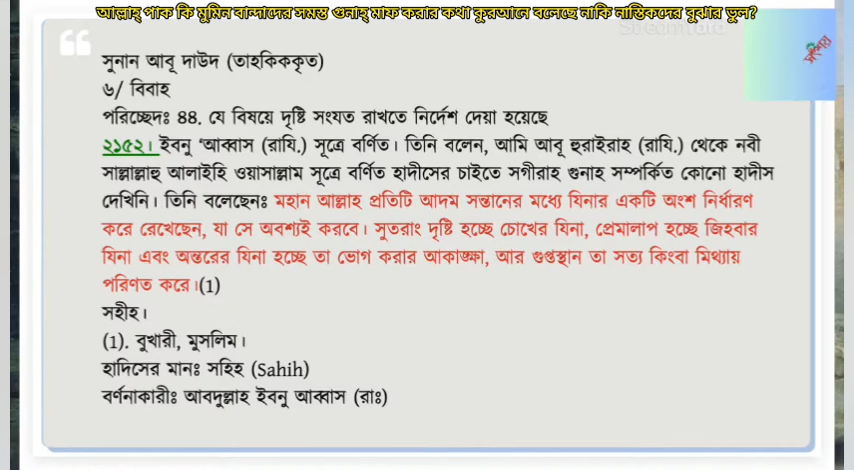 আল্লাহ্ পাক কি মুমিন বান্দাদের সমস্ত গুনাহ্ মাফ করার কথা কুরআনে বলেছে নাকি নাস্তিকদের বুঝার ভুল?
সংশয়
সুনান আবূ দাউদ (তাহকিককৃত)
৬/ বিবাহ
পরিচ্ছেদঃ ৪৪. যে বিষয়ে দৃষ্টি সংযত রাখতে নির্দেশ দেয়া হয়েছে
২১৫২। ইবনু ‘আব্বাস (রাযি.) সূত্রে বর্ণিত। তিনি বলেন, আমি আবূ হুরাইরাহ (রাযি.) থেকে নবী
সাল্লাল্লাহু আলাইহি ওয়াসাল্লাম সূত্রে বর্ণিত হাদীসের চাইতে সগীরাহ গুনাহ সম্পর্কিত কোনো হাদীস
দেখিনি। তিনি বলেছেনঃ মহান আল্লাহ প্রতিটি আদম সন্তানের মধ্যে যিনার একটি অংশ নির্ধারণ
করে রেখেছেন, যা সে অবশ্যই করবে। সুতরাং দৃষ্টি হচ্ছে চোখের যিনা, প্রেমালাপ হচ্ছে জিহবার
যিনা এবং অন্তরের যিনা হচ্ছে তা ভোগ করার আকাঙ্ক্ষা, আর গুপ্তস্থান তা সত্য কিংবা মিথ্যায়
পরিণত করে।(1)
সহীহ।
(1). বুখারী, মুসলিম।
হাদিসের মানঃ সহিহ (Sahih)
বর্ণনাকারীঃ আবদুল্লাহ ইবনু আব্বাস (রাঃ)